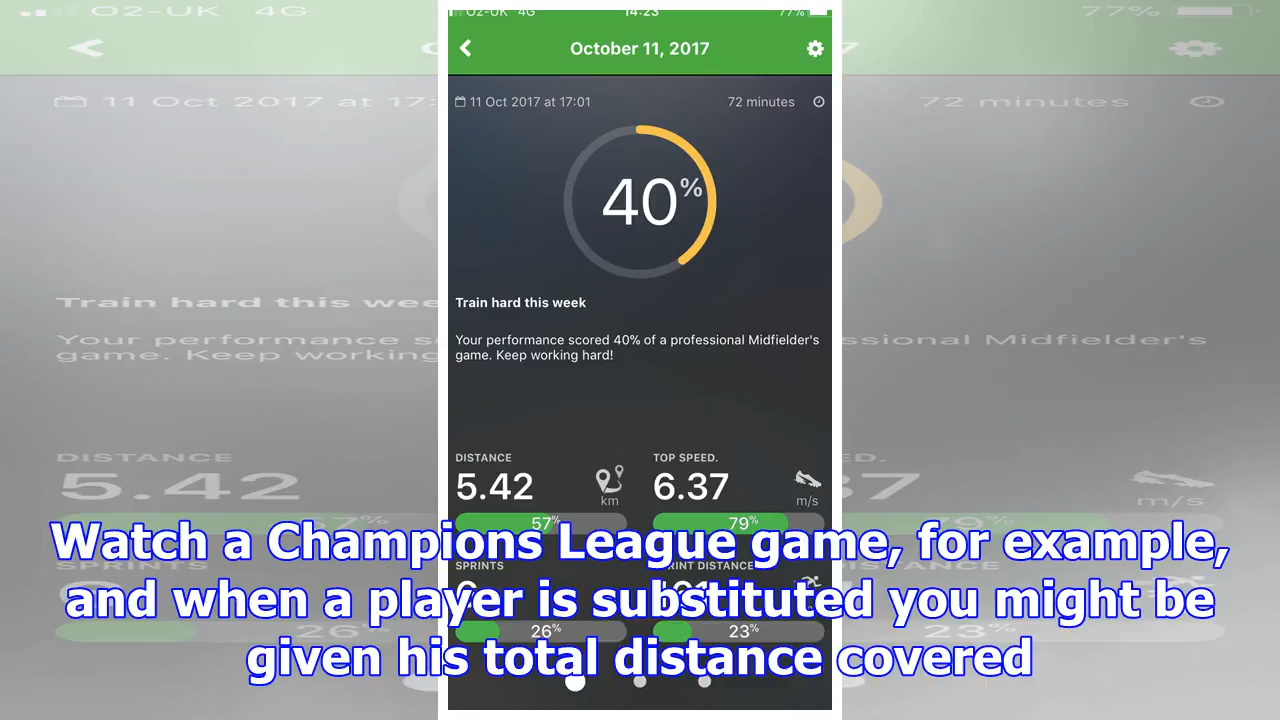 O2-UK 4G 14:23 77%
October 11, 2017
11 Oct 2017 at 17:01 72 minutes
40%
Train hard this week
Your performance scored 40% of a professional Midfielder's
game. Keep working hard!
DISTANCE TOP SPEED.
5.42 km 6.37 m/s
57% 79%
SPRINTS SPRINT DISTANCE
26% 23%
Watch a Champions League game, for example,
and when a player is substituted you might be
given his total distance covered